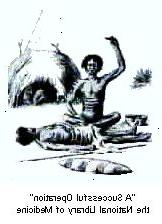 "A Successful Operation"
the National Library of Medicine